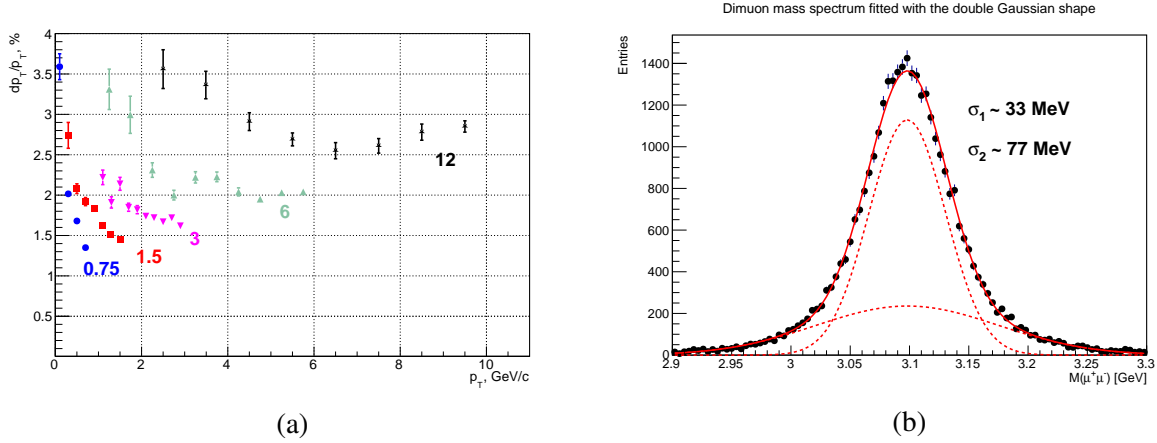 dp_T/p_T, %
4
3.5
3
2.5
2
1.5
1
0.5
0 2 4 6 8 10
p_T, GeV/c
12
6
3
1.5
0.75
(a)
Dimuon mass spectrum fitted with the double Gaussian shape
Entries
1400
1200
1000
800
600
400
200
0
2.9 2.95 3 3.05 3.1 3.15 3.2 3.25 3.3
M(μ⁺μ⁻) [GeV]
σ₁ ~ 33 MeV
σ₂ ~ 77 MeV
(b)